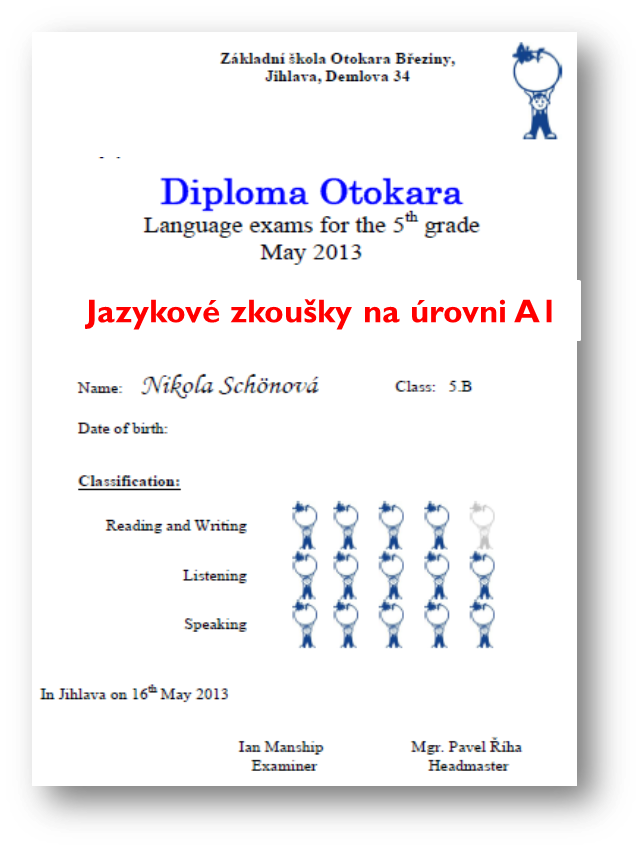 Základní škola Otokara Březiny,
Jihlava, Demlova 34
Diploma Otokara
Language exams for the 5th grade
May 2013
Jazykové zkoušky na úrovni A1
Name: Nikola Schönová Class: 5.B
Date of birth:
Classification:
Reading and Writing
Listening
Speaking
In Jihlava on 16th May 2013
Ian Manship Mgr. Pavel Říha
Examiner Headmaster